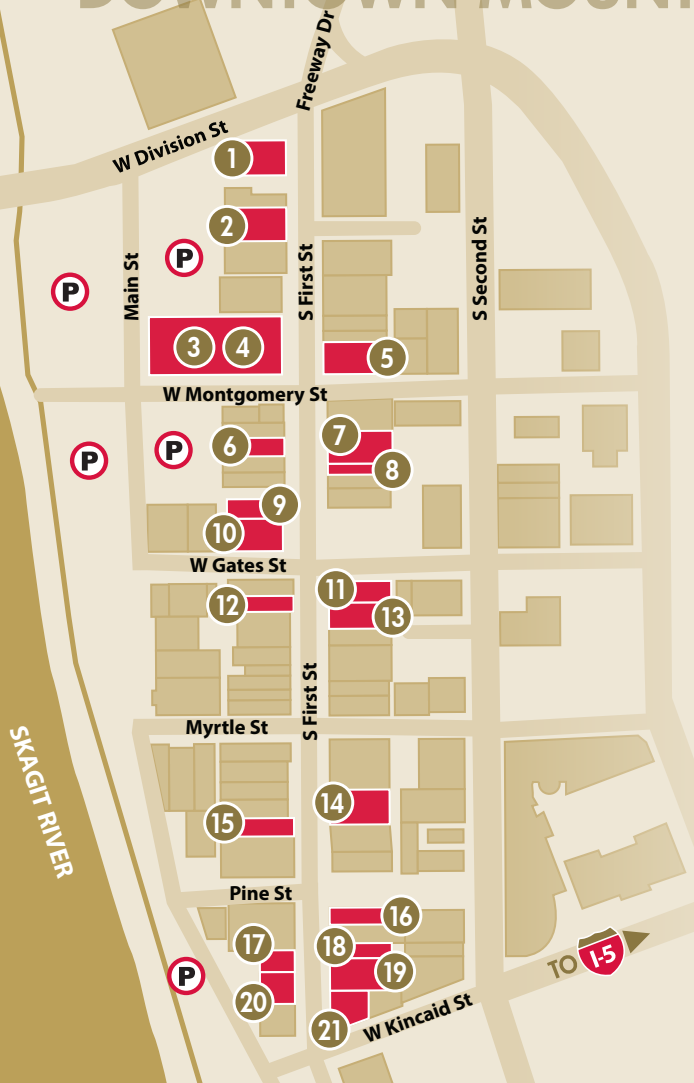 DOWNTOWN MOUNT
Freeway Dr
W Division St
1
2
S First St
S Second St
Main St
P
P
3
4
5
W Montgomery St
6
7
8
P
P
9
10
W Gates St
11
12
13
S First St
Myrtle St
SKAGIT RIVER
14
15
Pine St
16
17
18
19
20
21
P
TO
I-5
W Kincaid St